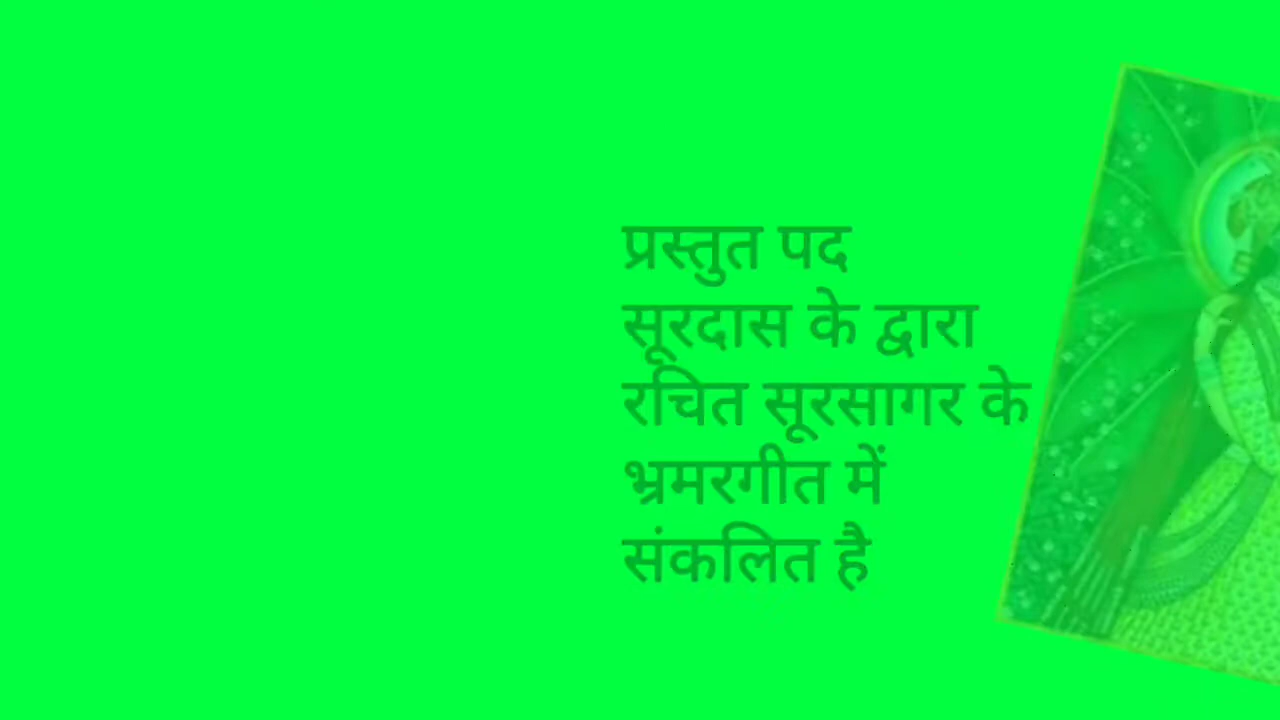 प्रस्तुत पद
सूरदास के द्वारा
रचित सूरसागर के
भ्रमरगीत में
संकलित है